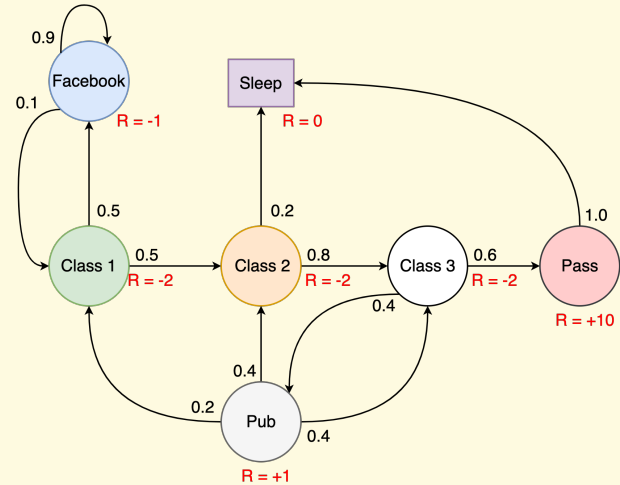 0.9
Facebook
Sleep
0.1
R = -1
R = 0
0.5
0.2
1.0
Class 1
0.5
R = -2
Class 2
0.8
R = -2
Class 3
0.6
R = -2
Pass
0.4
R = +10
0.4
0.2
Pub
0.4
R = +1